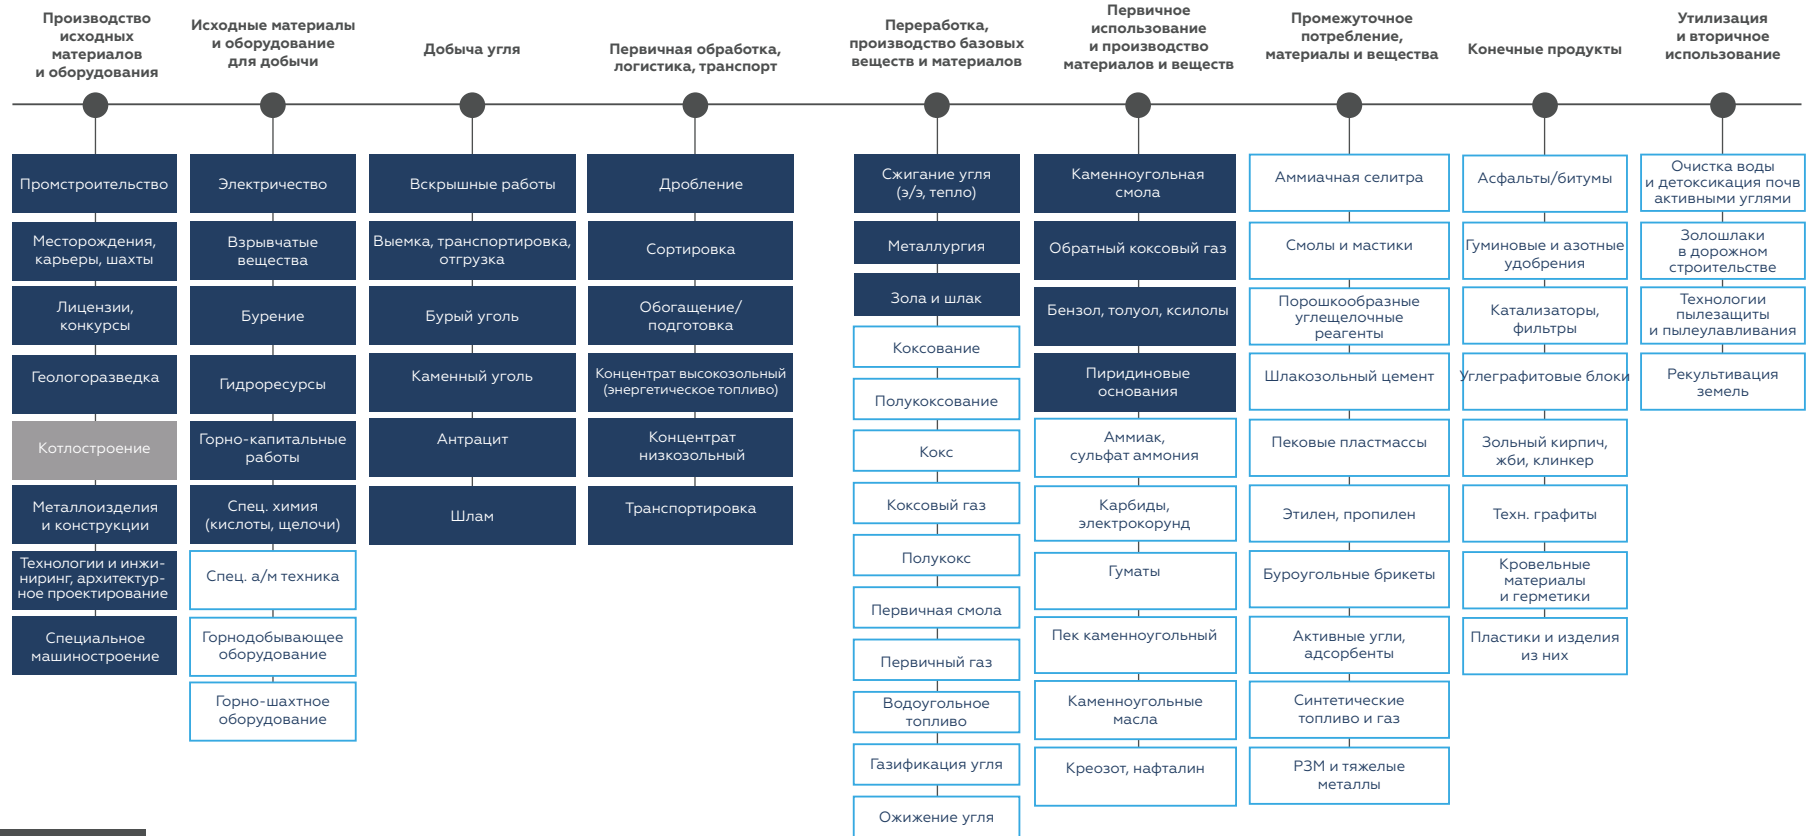 Производство
исходных
материалов
и оборудования
Исходные материалы
и оборудование
для добычи
Добыча угля
Первичная обработка,
логистика, транспорт
Переработка,
производство базовых
веществ и материалов
Первичное
использование
и производство
материалов и веществ
Промежуточное
потребление,
материалы и вещества
Конечные продукты
Утилизация
и вторичное
использование
Промстроительство
Месторождения,
карьеры, шахты
Лицензии,
конкурсы
Геологоразведка
Котлостроение
Металлоизделия
и конструкции
Технологии и инжи-
ниринг, архитектур-
ное проектирование
Специальное
машиностроение
Электричество
Взрывчатые
вещества
Бурение
Гидроресурсы
Горно-капитальные
работы
Спец. химия
(кислоты, щелочи)
Спец. а/м техника
Горнодобывающее
оборудование
Горно-шахтное
оборудование
Вскрышные работы
Выемка, транспортировка,
отгрузка
Бурый уголь
Каменный уголь
Антрацит
Шлам
Дробление
Сортировка
Обогащение/
подготовка
Концентрат высокозольный
(энергетическое топливо)
Концентрат
низкозольный
Транспортировка
Сжигание угля
(э/э, тепло)
Металлургия
Зола и шлак
Коксование
Полукоксование
Кокс
Коксовый газ
Полукокс
Первичная смола
Первичный газ
Водоугольное
топливо
Газификация угля
Ожижение угля
Каменноугольная
смола
Обратный коксовый газ
Бензол, толуол, ксилолы
Пиридиновые
основания
Аммиак,
сульфат аммония
Карбиды,
электрокорунд
Гуматы
Пек каменноугольный
Каменноугольные
масла
Креозот, нафталин
Аммиачная селитра
Смолы и мастики
Порошкообразные
углещелочные
реагенты
Шлакозольный цемент
Пековые пластмассы
Этилен, пропилен
Буроугольные брикеты
Активные угли,
адсорбенты
Синтетические
топливо и газ
РЗМ и тяжелые
металлы
Асфальты/битумы
Гуминовые и азотные
удобрения
Катализаторы,
фильтры
Углеграфитовые блоки
Зольный кирпич,
жби, клинкер
Техн. графиты
Кровельные
материалы
и герметики
Пластики и изделия
из них
Очистка воды
и детоксикация почв
активными углями
Золошлаки
в дорожном
строительстве
Технологии
пылезащиты
и пылеулавливания
Рекультивация
земель